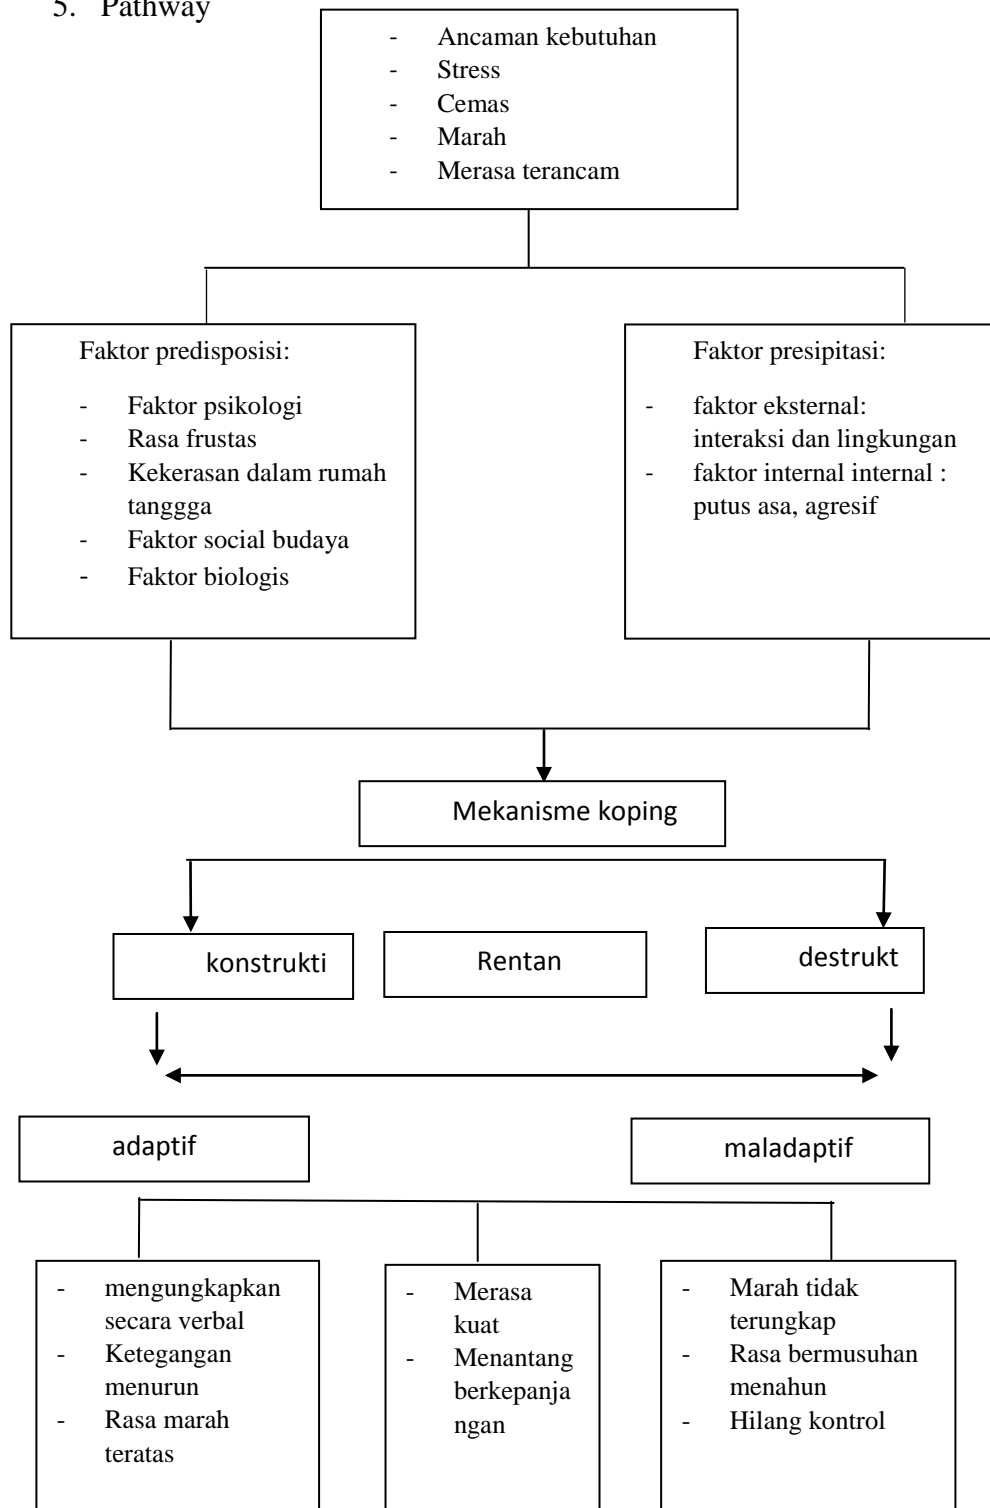 5. Pathway
- Ancaman kebutuhan
- Stress
- Cemas
- Marah
- Merasa terancam
Faktor predisposisi:
- Faktor psikologi
- Rasa frustas
- Kekerasan dalam rumah
tanggga
- Faktor social budaya
- Faktor biologis
Faktor presipitasi:
- faktor eksternal:
interaksi dan lingkungan
- faktor internal internal :
putus asa, agresif
Mekanisme koping
konstrukti
Rentan
destrukt
adaptif
maladaptif
- mengungkapkan
secara verbal
- Ketegangan
menurun
- Rasa marah
teratas
- Merasa
kuat
- Menantang
berkepanja
ngan
- Marah tidak
terungkap
- Rasa bermusuhan
menahun
- Hilang kontrol